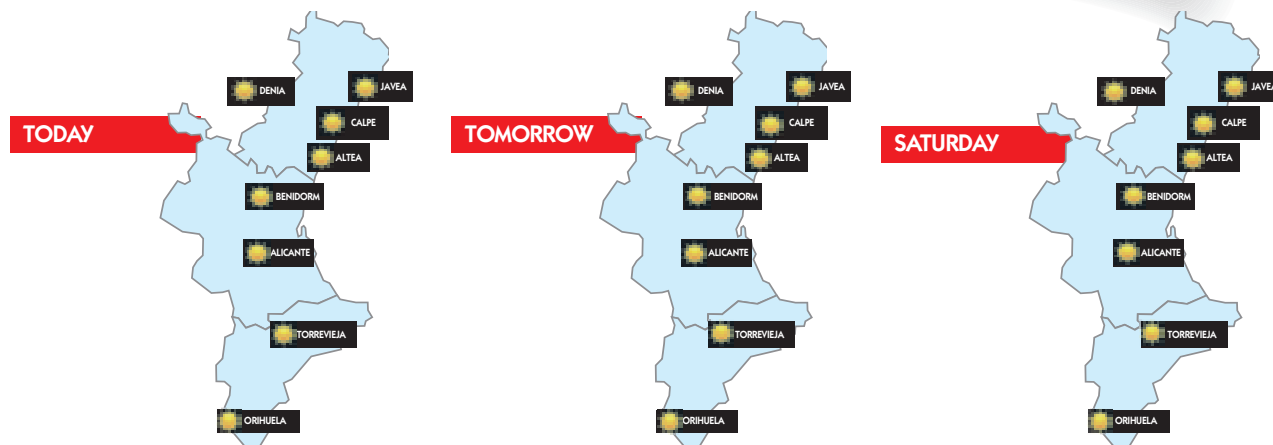 TODAY
DENIA
JAVEA
CALPE
ALTEA
BENIDORM
ALICANTE
TORREVIEJA
ORIHUELA
TOMORROW
DENIA
JAVEA
CALPE
ALTEA
BENIDORM
ALICANTE
TORREVIEJA
ORIHUELA
SATURDAY
DENIA
JAVEA
CALPE
ALTEA
BENIDORM
ALICANTE
TORREVIEJA
ORIHUELA